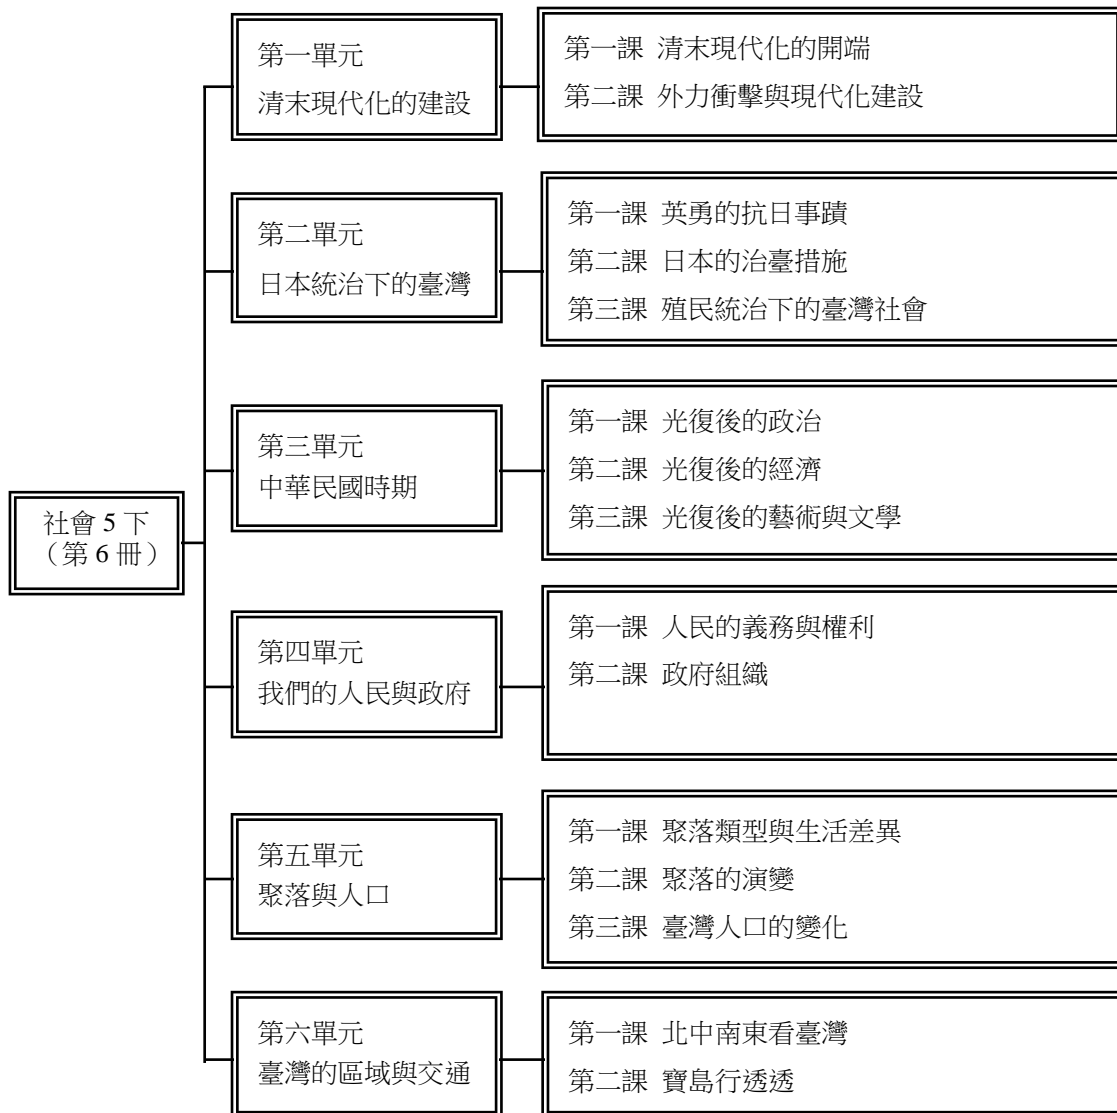 社會 5 下
（第 6 冊）
第一單元
清末現代化的建設
第一課 清末現代化的開端
第二課 外力衝擊與現代化建設
第二單元
日本統治下的臺灣
第一課 英勇的抗日事蹟
第二課 日本的治臺措施
第三課 殖民統治下的臺灣社會
第三單元
中華民國時期
第一課 光復後的政治
第二課 光復後的經濟
第三課 光復後的藝術與文學
第四單元
我們的人民與政府
第一課 人民的義務與權利
第二課 政府組織
第五單元
聚落與人口
第一課 聚落類型與生活差異
第二課 聚落的演變
第三課 臺灣人口的變化
第六單元
臺灣的區域與交通
第一課 北中南東看臺灣
第二課 寶島行透透